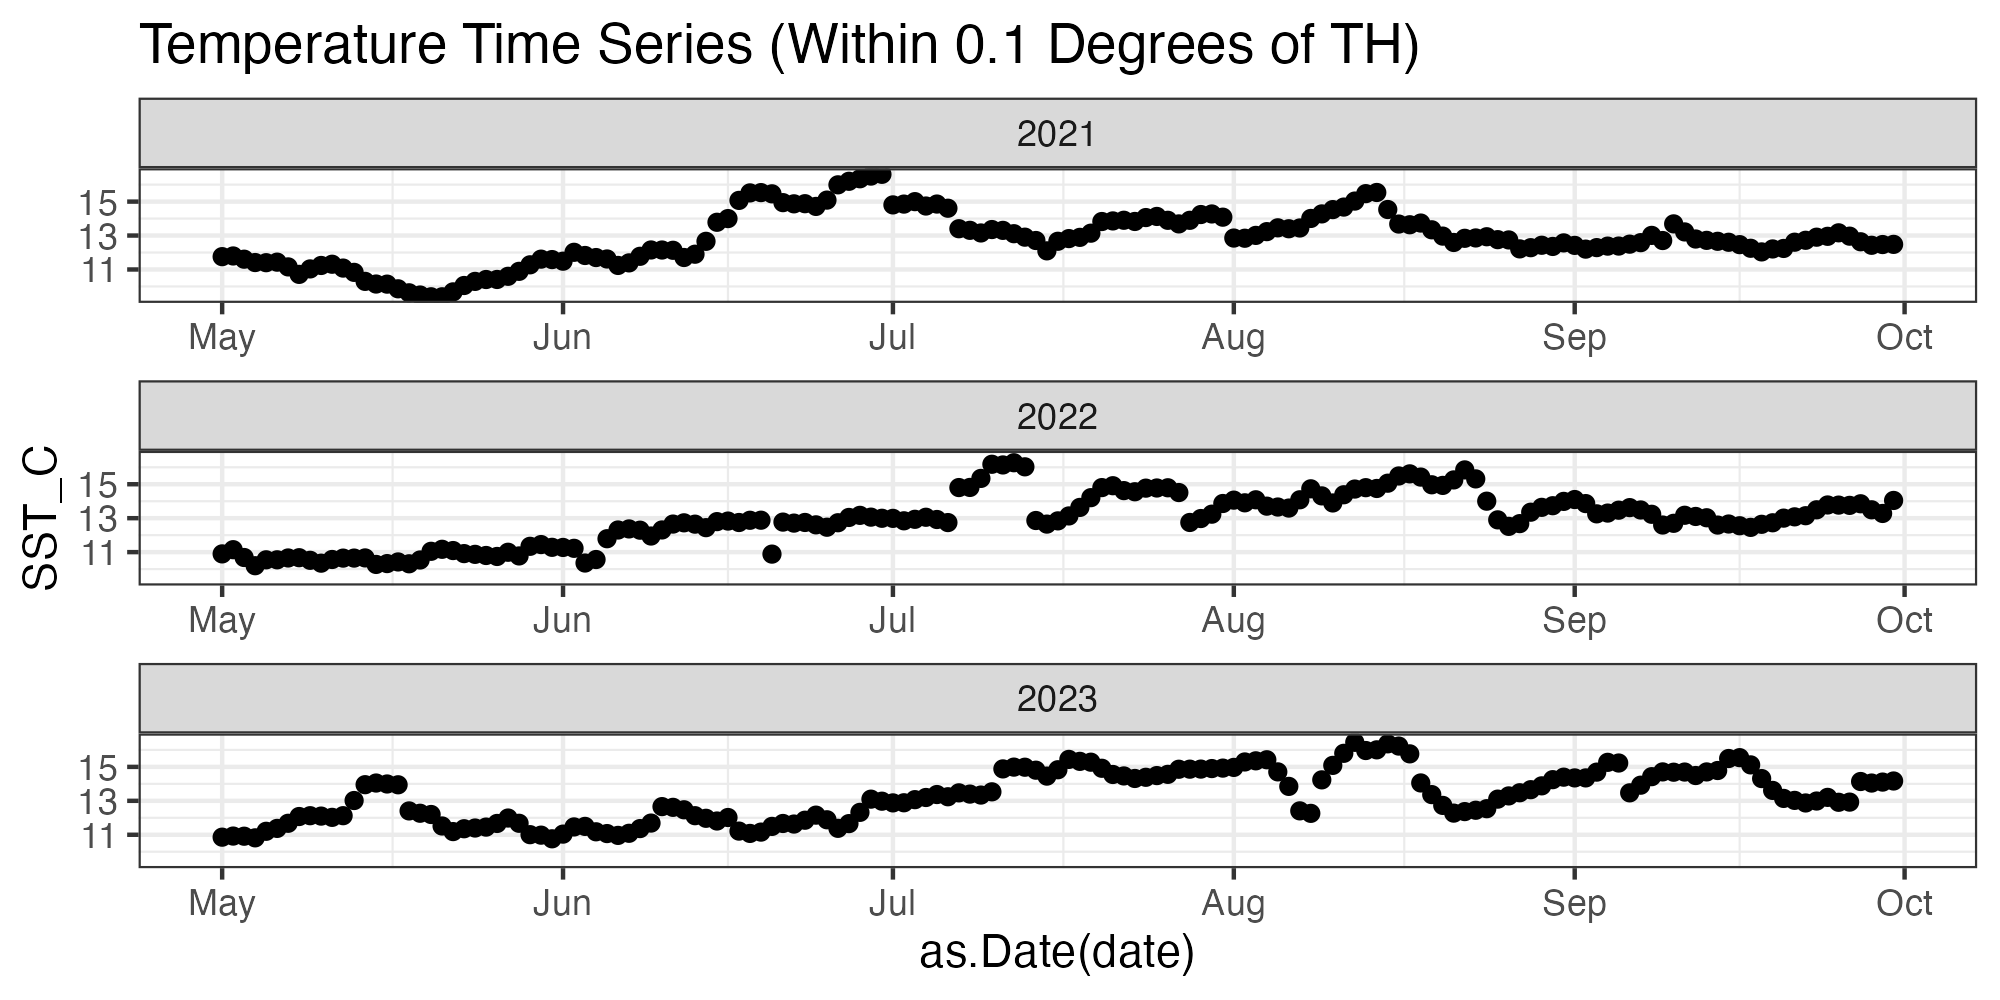 Temperature Time Series (Within 0.1 Degrees of TH)
2021
15
13
11
May Jun Jul Aug Sep Oct
2022
15
13
11
May Jun Jul Aug Sep Oct
SST_C
2023
15
13
11
May Jun Jul Aug Sep Oct
as.Date(date)